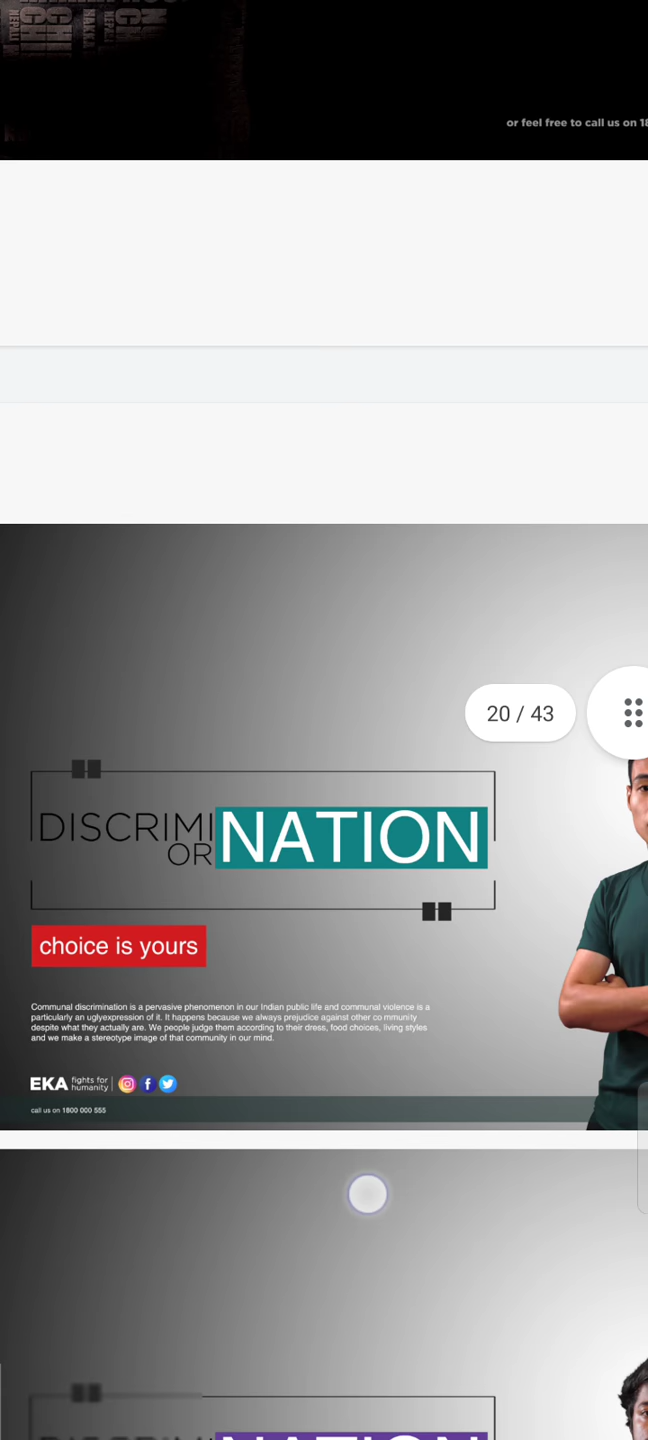 or feel free to call us on 18
20 / 43
DISCRIMI NATION
OR
choice is yours
Communal discrimination is a pervasive phenomenon in our Indian public life and communal violence is a
particularly an uglyexpression of it. It happens because we always prejudice against other co mmunity
despite what they actually are. We people judge them according to their dress, food choices, living styles
and we make a stereotype image of that community in our mind.
EKA fights for
humanity
call us on 1800 000 555
NATION